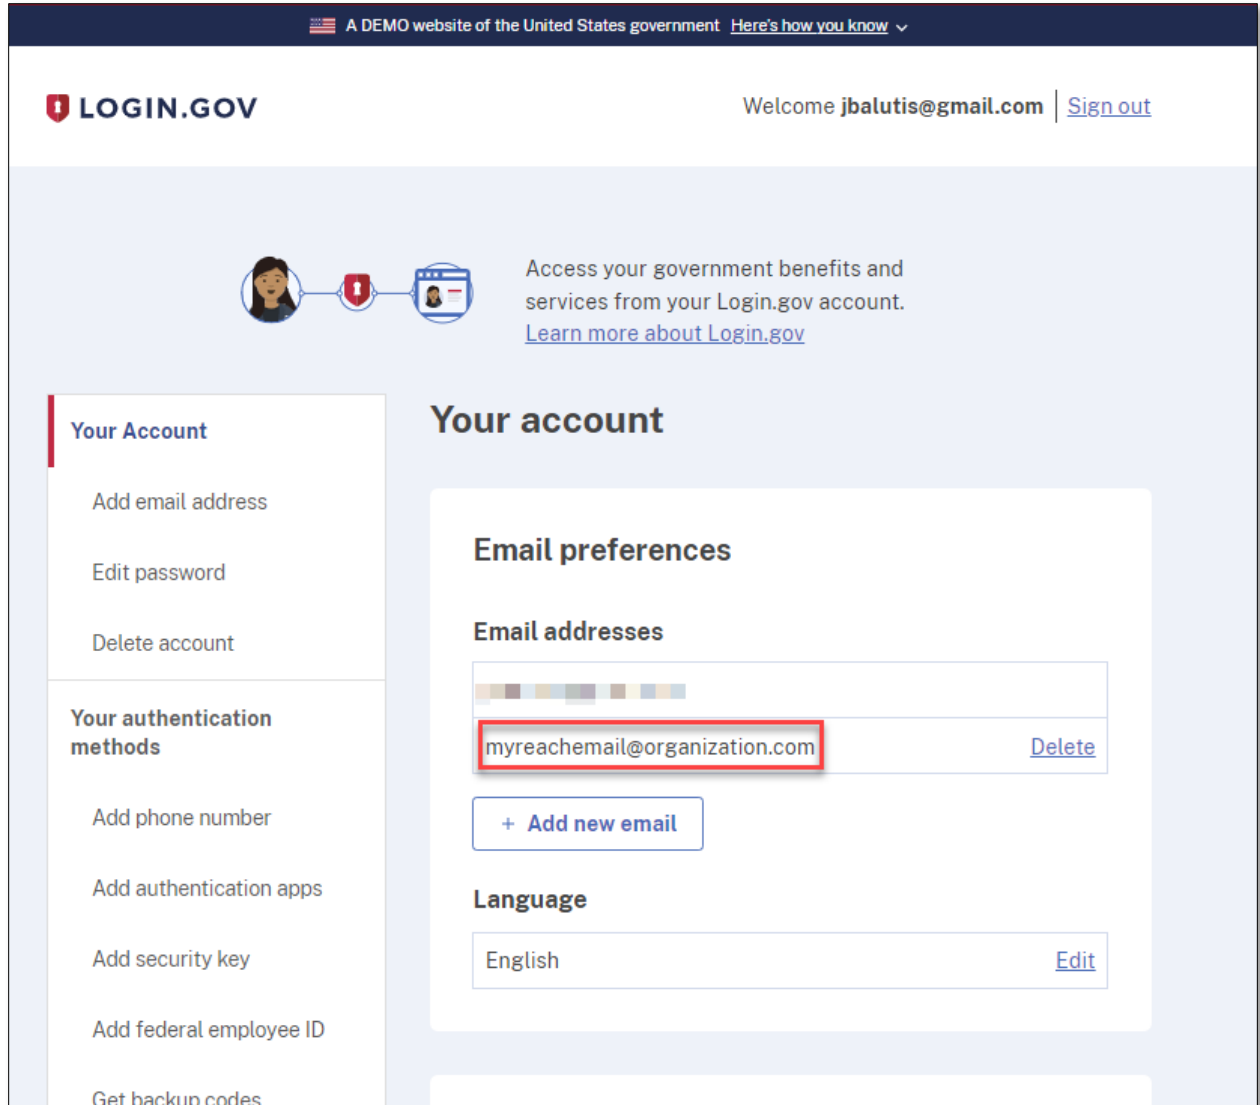 A DEMO website of the United States government Here's how you know
LOGIN.GOV
Welcome jbalutis@gmail.com Sign out
Access your government benefits and
services from your Login.gov account.
Learn more about Login.gov
Your Account
Add email address
Edit password
Delete account
Your authentication
methods
Add phone number
Add authentication apps
Add security key
Add federal employee ID
Get backup codes
Your account
Email preferences
Email addresses
myreachemail@organization.com Delete
+ Add new email
Language
English Edit